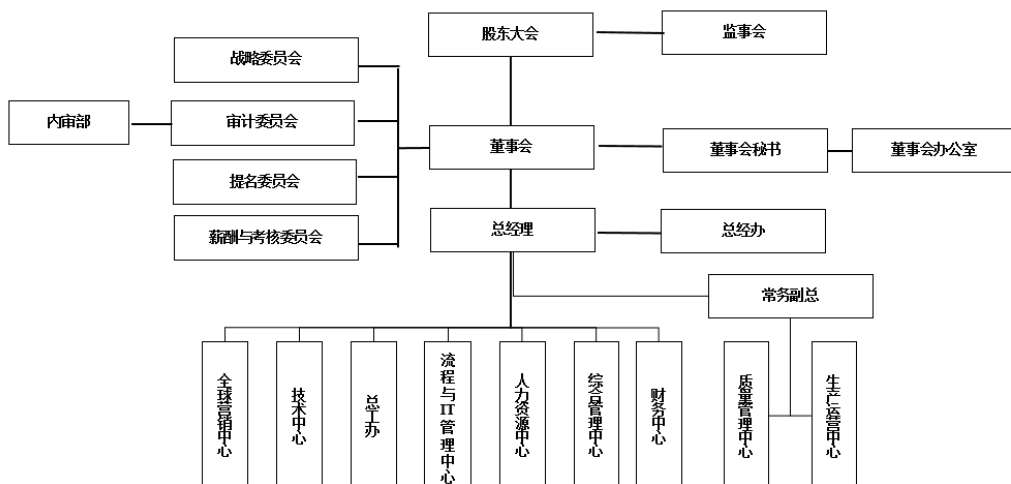 股东大会
监事会
战略委员会
内审部
审计委员会
董事会
董事会秘书
董事会办公室
提名委员会
总经理
总经办
薪酬与考核委员会
常务副总
全球营销中心
技术中心
总工办
流程与IT管理中心
人力资源中心
综合管理中心
财务中心
质量管理中心
生产运营中心